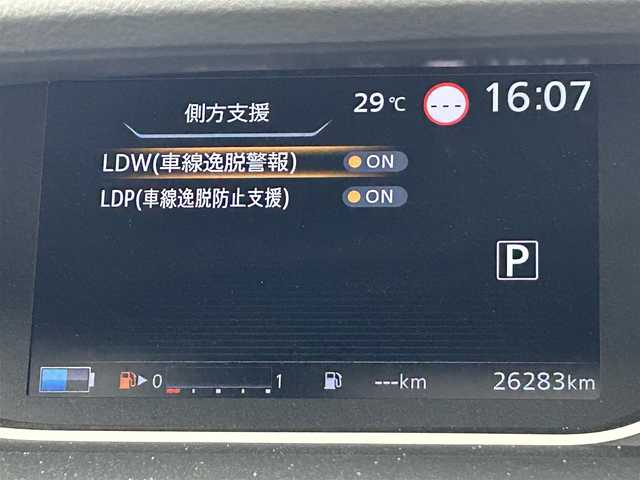 側方支援 29℃ --- 16:07
LDW(車線逸脱警報) ON
LDP(車線逸脱防止支援) ON
P
0 1 ---km 26283km